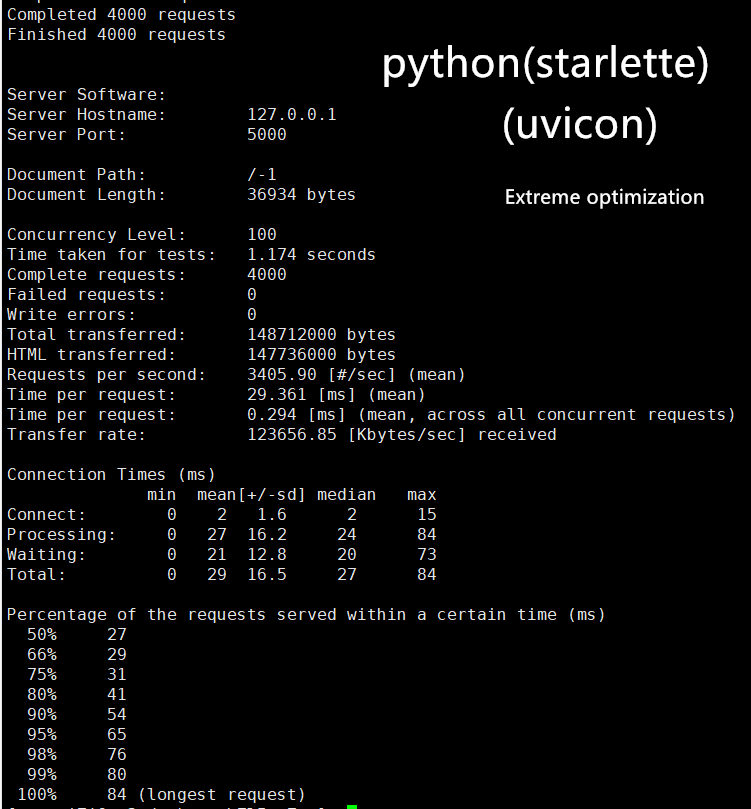 Completed 4000 requests
Finished 4000 requests
python(starlette)
(uvicon)
Extreme optimization
Server Software:
Server Hostname: 127.0.0.1
Server Port: 5000
Document Path: /-1
Document Length: 36934 bytes
Concurrency Level: 100
Time taken for tests: 1.174 seconds
Complete requests: 4000
Failed requests: 0
Write errors: 0
Total transferred: 148712000 bytes
HTML transferred: 147736000 bytes
Requests per second: 3405.90 [#/sec] (mean)
Time per request: 29.361 [ms] (mean)
Time per request: 0.294 [ms] (mean, across all concurrent requests)
Transfer rate: 123656.85 [Kbytes/sec] received
Connection Times (ms)
min mean[+/-sd] median max
Connect: 0 2 1.6 2 15
Processing: 0 27 16.2 24 84
Waiting: 0 21 12.8 20 73
Total: 0 29 16.5 27 84
Percentage of the requests served within a certain time (ms)
50% 27
66% 29
75% 31
80% 41
90% 54
95% 65
98% 76
99% 80
100% 84 (longest request)